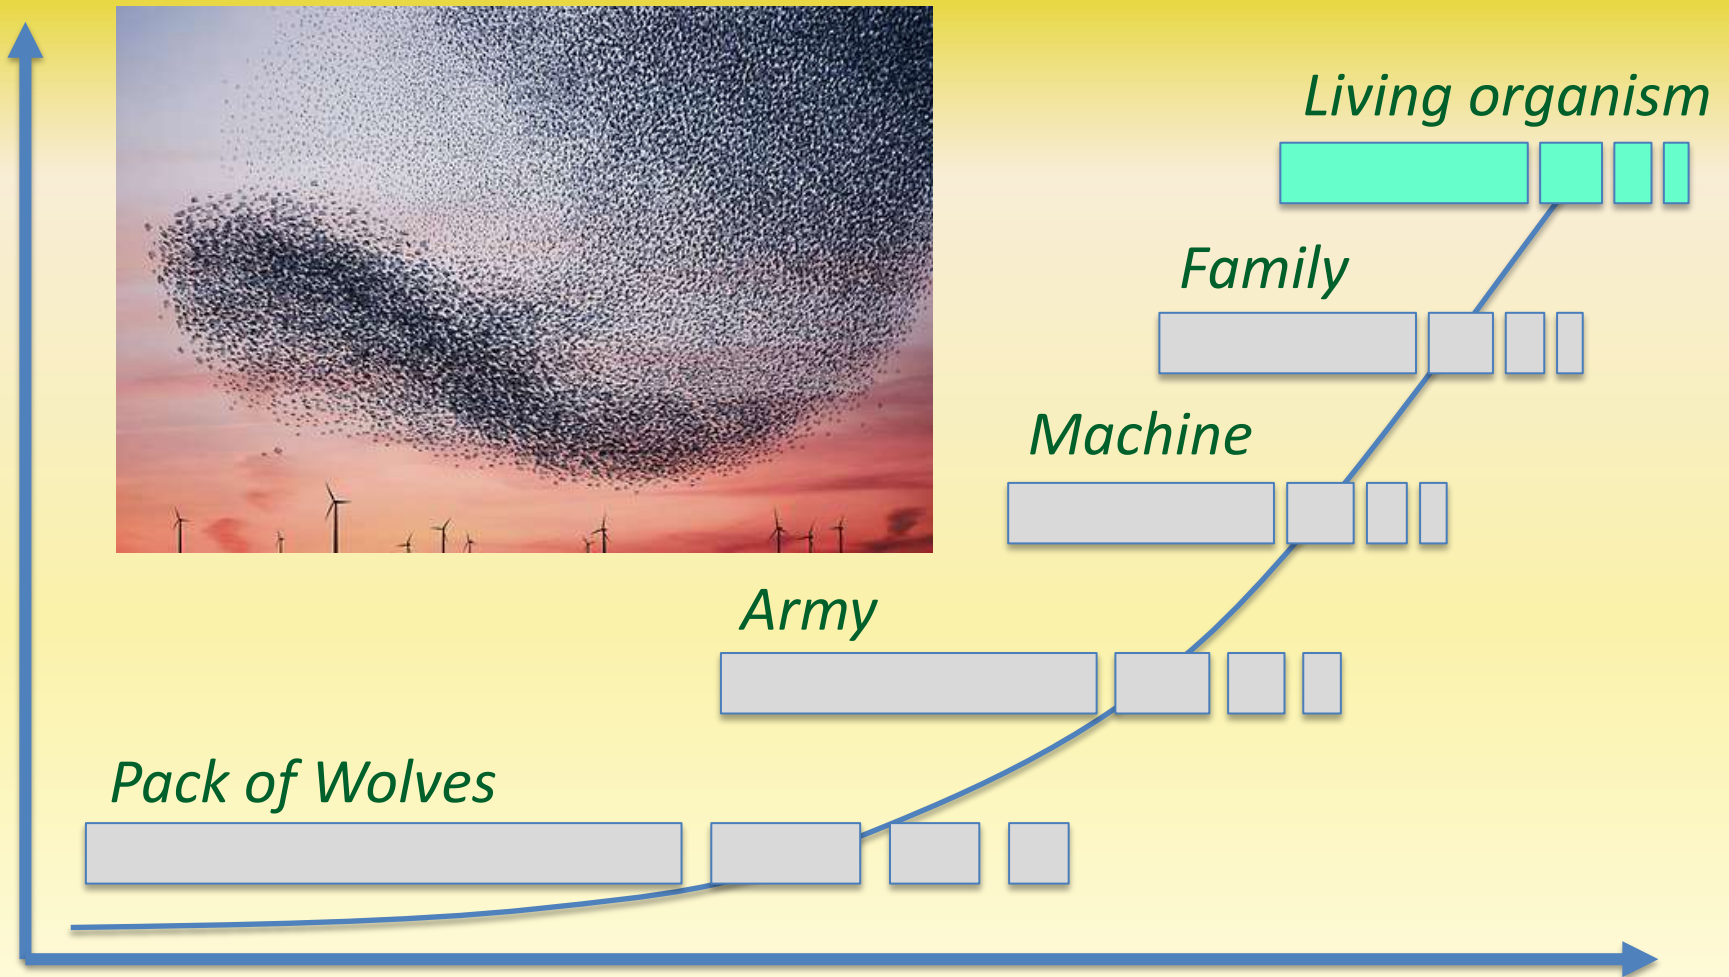 Living organism
Family
Machine
Army
Pack of Wolves